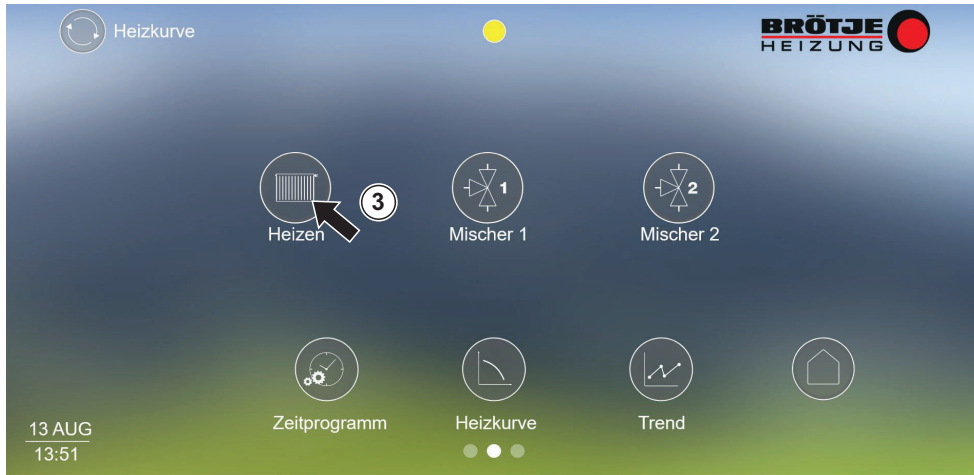 Heizkurve
BRÖTJE
HEIZUNG
3
1
2
Heizen
Mischer 1
Mischer 2
Zeitprogramm
Heizkurve
Trend
13 AUG
13:51